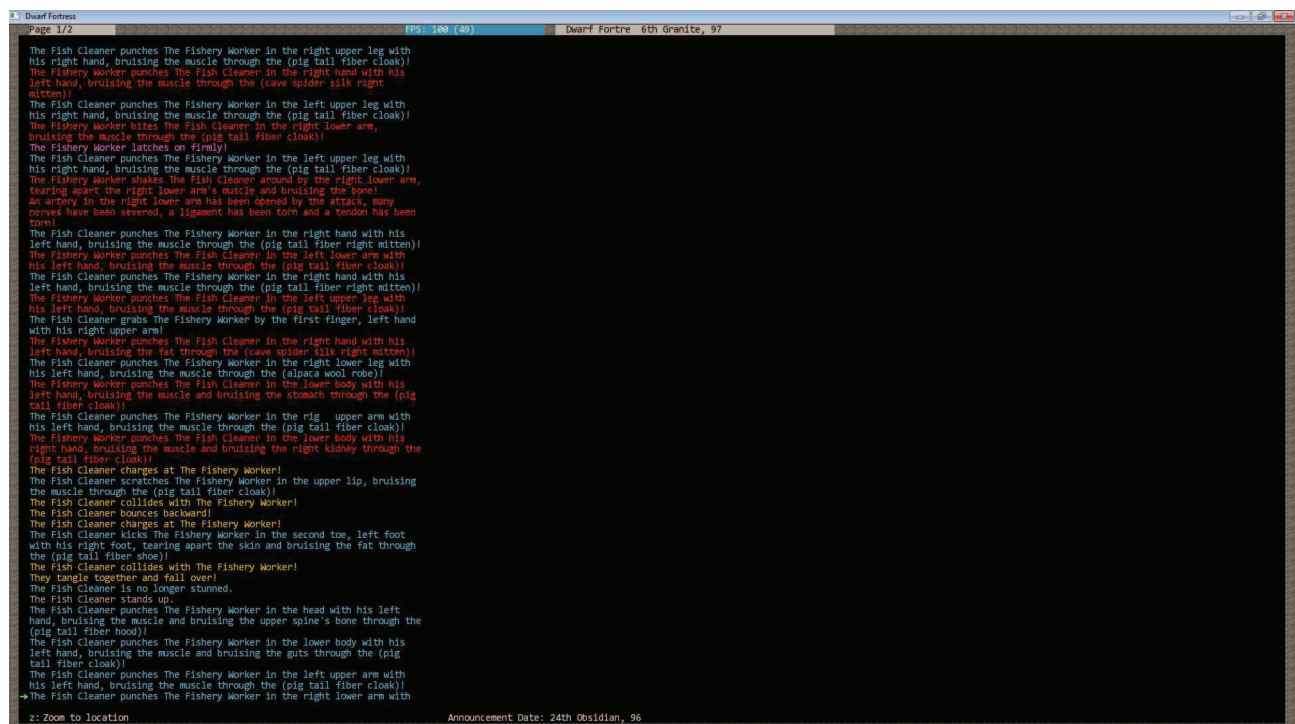 Dwarf Fortress
Page 1/2 FPS: 100 (49) Dwarf Fortre 6th Granite, 97
The Fish Cleaner punches The Fishery Worker in the right upper leg with
his right hand, bruising the muscle through the (pig tail fiber cloak)!
The Fishery Worker punches The Fish Cleaner in the right hand with his
left hand, bruising the muscle through the (cave spider silk right
mitten)!
The Fish Cleaner punches The Fishery Worker in the left upper leg with
his right hand, bruising the muscle through the (pig tail fiber cloak)!
The Fishery Worker bites The Fish Cleaner in the right lower arm,
bruising the muscle through the (pig tail fiber cloak)!
The Fishery Worker latches on firmly!
The Fish Cleaner punches The Fishery Worker in the left upper leg with
his right hand, bruising the muscle through the (pig tail fiber cloak)!
The Fishery Worker shakes The Fish Cleaner around by the right lower arm,
tearing apart the right lower arm's muscle and bruising the bone!
An artery in the right lower arm has been opened by the attack, many
nerves have been severed, a ligament has been torn and a tendon has been
torn!
The Fish Cleaner punches The Fishery Worker in the right hand with his
left hand, bruising the muscle through the (pig tail fiber right mitten)!
The Fishery Worker punches The Fish Cleaner in the left lower arm with
his left hand, bruising the muscle through the (pig tail fiber cloak)!
The Fish Cleaner punches The Fishery Worker in the right hand with his
left hand, bruising the muscle through the (pig tail fiber right mitten)!
The Fishery Worker punches The Fish Cleaner in the left upper leg with
his left hand, bruising the muscle through the (pig tail fiber cloak)!
The Fish Cleaner grabs The Fishery Worker by the first finger, left hand
with his right upper arm!
The Fishery Worker punches The Fish Cleaner in the right hand with his
left hand, bruising the fat through the (cave spider silk right mitten)!
The Fish Cleaner punches The Fishery Worker in the right lower leg with
his left hand, bruising the muscle through the (alpaca wool robe)!
The Fishery Worker punches The Fish Cleaner in the lower body with his
left hand, bruising the muscle and bruising the stomach through the (pig
tail fiber cloak)!
The Fish Cleaner punches The Fishery Worker in the rig upper arm with
his left hand, bruising the muscle through the (pig tail fiber cloak)!
The Fishery Worker punches The Fish Cleaner in the lower body with his
right hand, bruising the muscle and bruising the right kidney through the
(pig tail fiber cloak)!
The Fish Cleaner charges at The Fishery Worker!
The Fish Cleaner scratches The Fishery Worker in the upper lip, bruising
the muscle through the (pig tail fiber cloak)!
The Fish Cleaner collides with The Fishery Worker!
The Fish Cleaner bounces backward!
The Fish Cleaner charges at The Fishery Worker!
The Fish Cleaner kicks The Fishery Worker in the second toe, left foot
with his right foot, tearing apart the skin and bruising the fat through
the (pig tail fiber shoe)!
The Fish Cleaner collides with The Fishery Worker!
They tangle together and fall over!
The Fish Cleaner is no longer stunned.
The Fish Cleaner stands up.
The Fish Cleaner punches The Fishery Worker in the head with his left
hand, bruising the muscle and bruising the upper spine's bone through the
(pig tail fiber hood)!
The Fish Cleaner punches The Fishery Worker in the lower body with his
left hand, bruising the muscle and bruising the guts through the (pig
tail fiber cloak)!
The Fish Cleaner punches The Fishery Worker in the left upper arm with
his left hand, bruising the muscle through the (pig tail fiber cloak)!
→The Fish Cleaner punches The Fishery Worker in the right lower arm with
z: Zoom to location Announcement Date: 24th Obsidian, 96